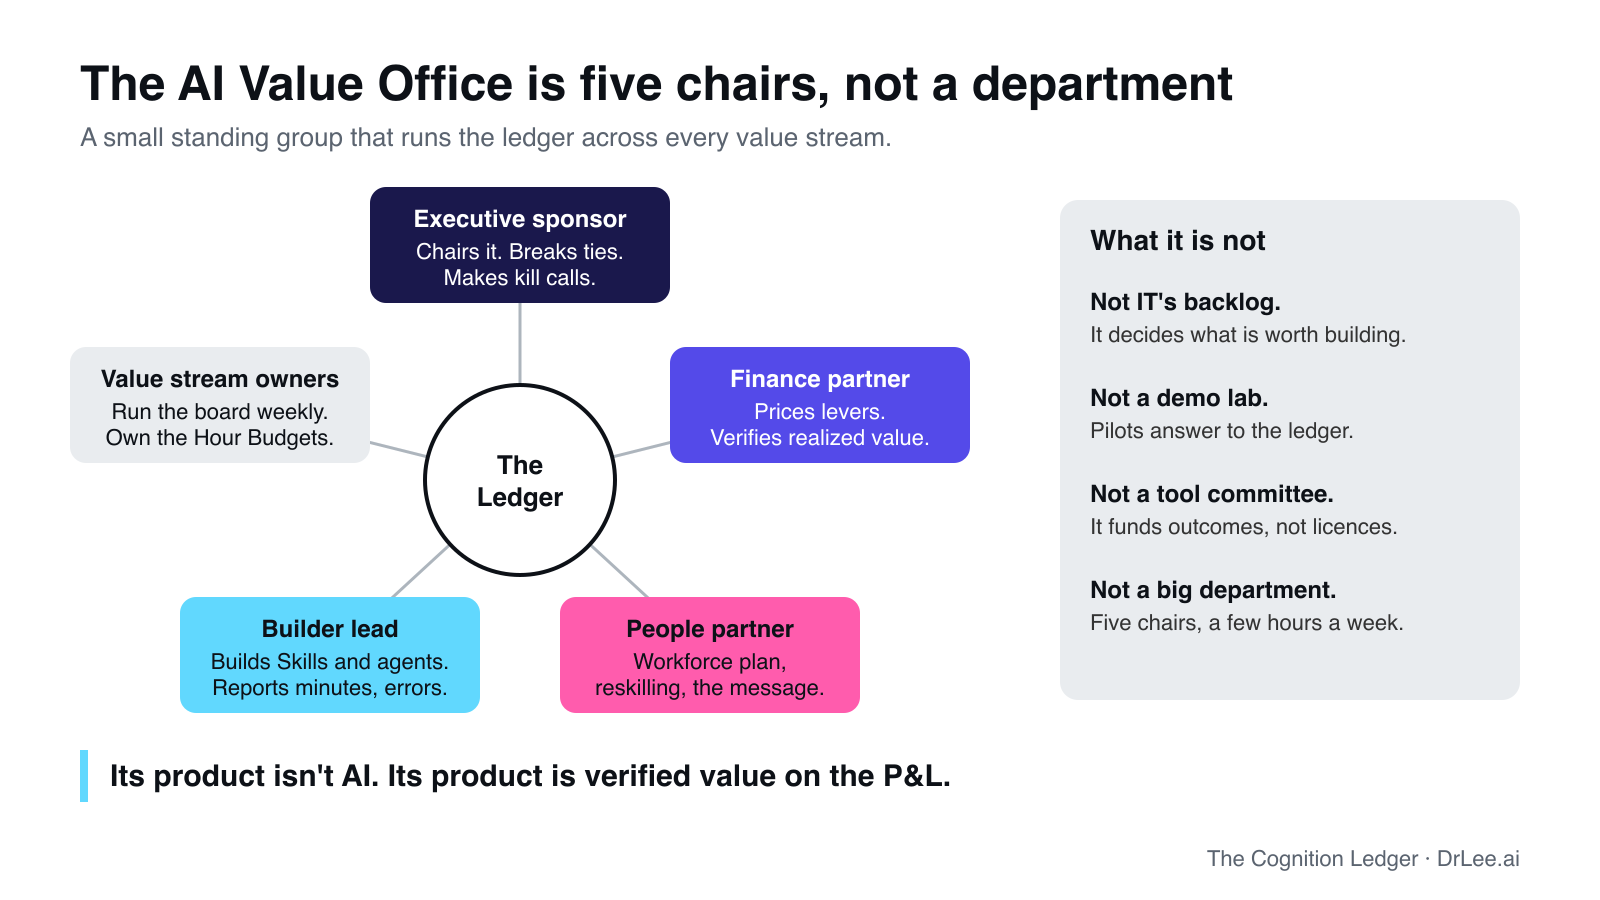 The AI Value Office is five chairs, not a department
A small standing group that runs the ledger across every value stream.
Executive sponsor
Chairs it. Breaks ties.
Makes kill calls.
Value stream owners
Run the board weekly.
Own the Hour Budgets.
Finance partner
Prices levers.
Verifies realized value.
The
Ledger
Builder lead
Builds Skills and agents.
Reports minutes, errors.
People partner
Workforce plan,
reskilling, the message.
What it is not
Not IT's backlog.
It decides what is worth building.
Not a demo lab.
Pilots answer to the ledger.
Not a tool committee.
It funds outcomes, not licences.
Not a big department.
Five chairs, a few hours a week.
Its product isn't AI. Its product is verified value on the P&L.
The Cognition Ledger · DrLee.ai